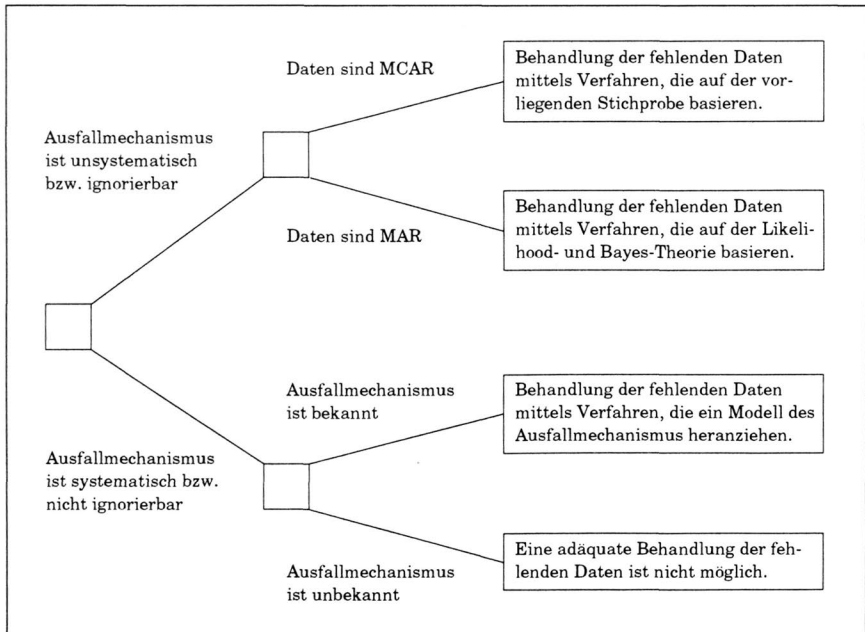 Daten sind MCAR
Behandlung der fehlenden Daten
mittels Verfahren, die auf der vor-
liegenden Stichprobe basieren.
Ausfallmechanismus
ist unsystematisch
bzw. ignorierbar
Daten sind MAR
Behandlung der fehlenden Daten
mittels Verfahren, die auf der Likeli-
hood- und Bayes-Theorie basieren.
Ausfallmechanismus
ist bekannt
Behandlung der fehlenden Daten
mittels Verfahren, die ein Modell des
Ausfallmechanismus heranziehen.
Ausfallmechanismus
ist systematisch bzw.
nicht ignorierbar
Ausfallmechanismus
ist unbekannt
Eine adäquate Behandlung der feh-
lenden Daten ist nicht möglich.